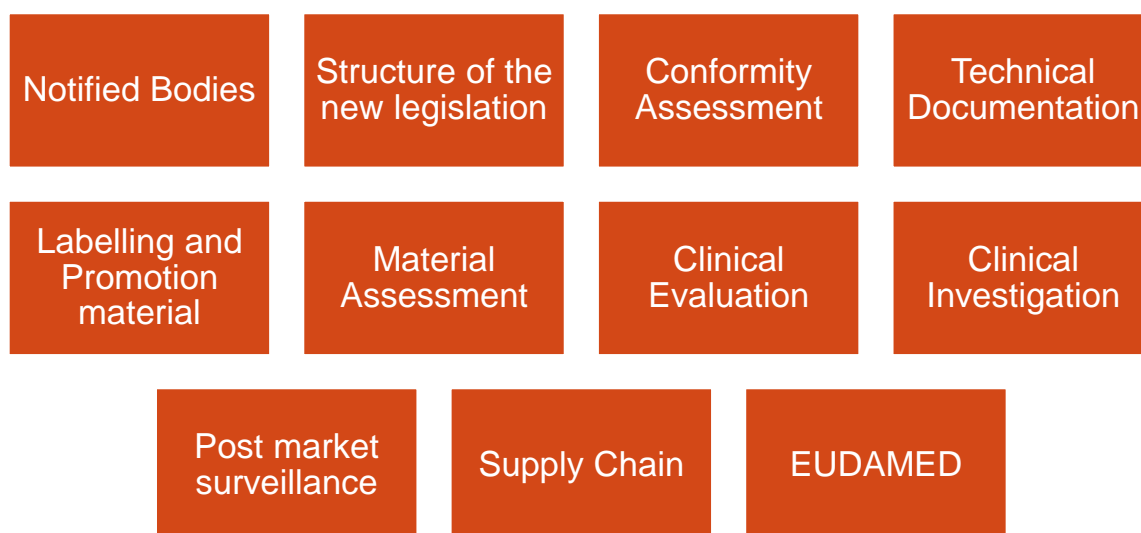 Notified Bodies
Structure of the
new legislation
Conformity
Assessment
Technical
Documentation
Labelling and
Promotion
material
Material
Assessment
Clinical
Evaluation
Clinical
Investigation
Post market
surveillance
Supply Chain
EUDAMED